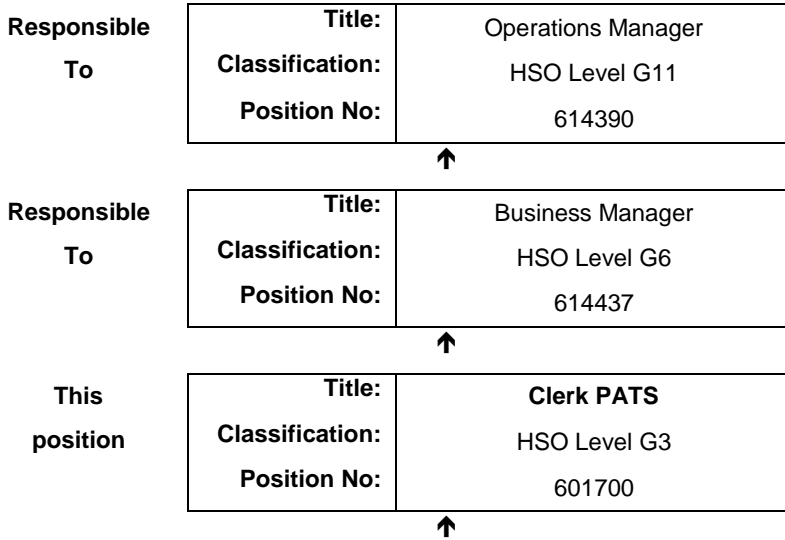 Responsible To
Title: Operations Manager
Classification: HSO Level G11
Position No: 614390
↑
Responsible To
Title: Business Manager
Classification: HSO Level G6
Position No: 614437
↑
This position
Title: Clerk PATS
Classification: HSO Level G3
Position No: 601700
↑